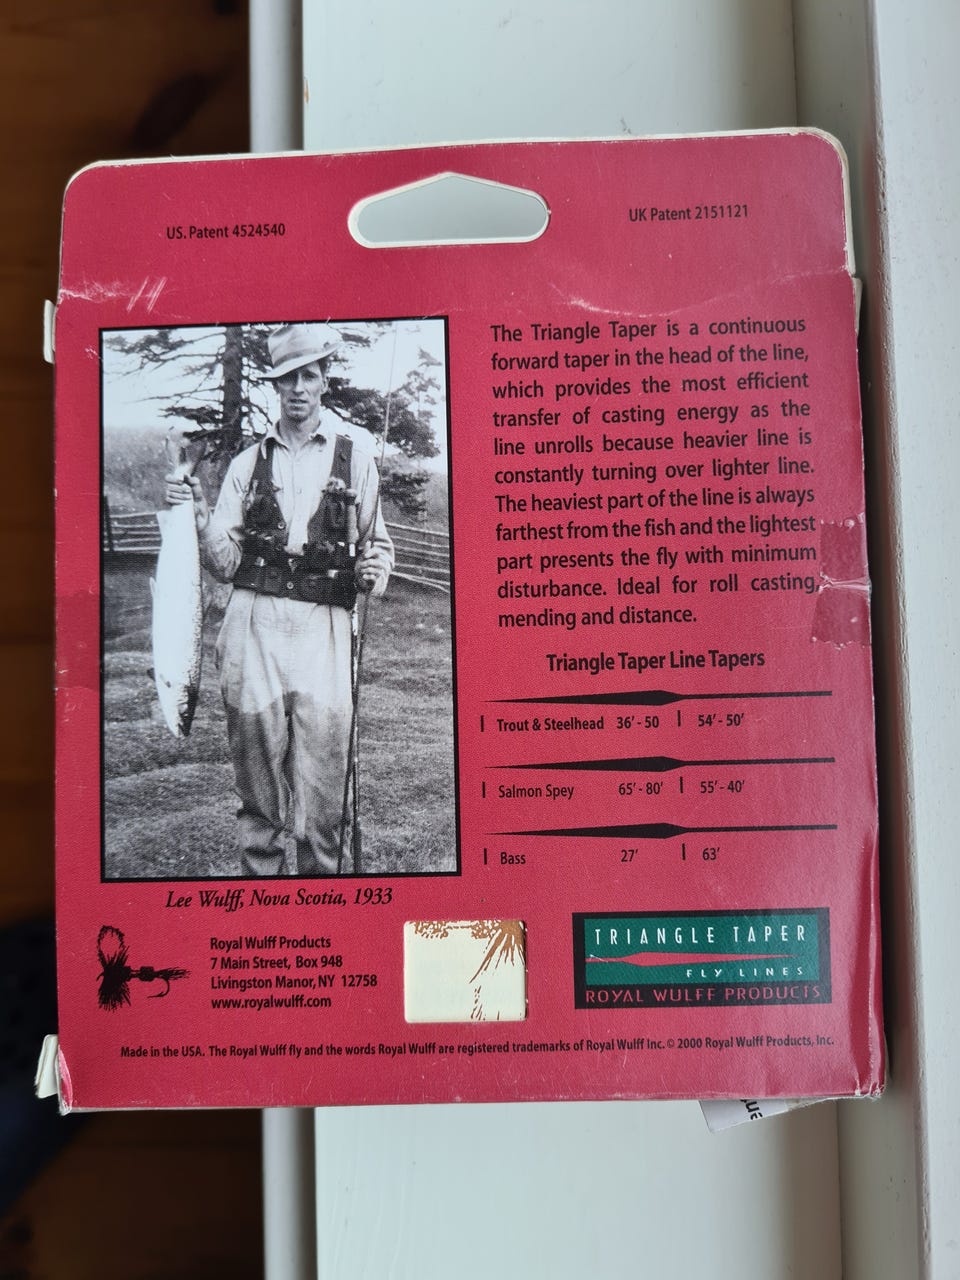 US. Patent 4524540
UK Patent 2151121
The Triangle Taper is a continuous
forward taper in the head of the line,
which provides the most efficient
transfer of casting energy as the
line unrolls because heavier line is
constantly turning over lighter line.
The heaviest part of the line is always
farthest from the fish and the lightest
part presents the fly with minimum
disturbance. Ideal for roll casting,
mending and distance.
Triangle Taper Line Tapers
Trout & Steelhead 36' - 50 54' - 50'
Salmon Spey 65' - 80' 55' - 40'
Bass 27' 63'
Lee Wulff, Nova Scotia, 1933
Royal Wulff Products
7 Main Street, Box 948
Livingston Manor, NY 12758
www.royalwulff.com
TRIANGLE TAPER
FLY LINES
ROYAL WULFF PRODUCTS
Made in the USA. The Royal Wulff fly and the words Royal Wulff are registered trademarks of Royal Wulff Inc. © 2000 Royal Wulff Products, Inc.